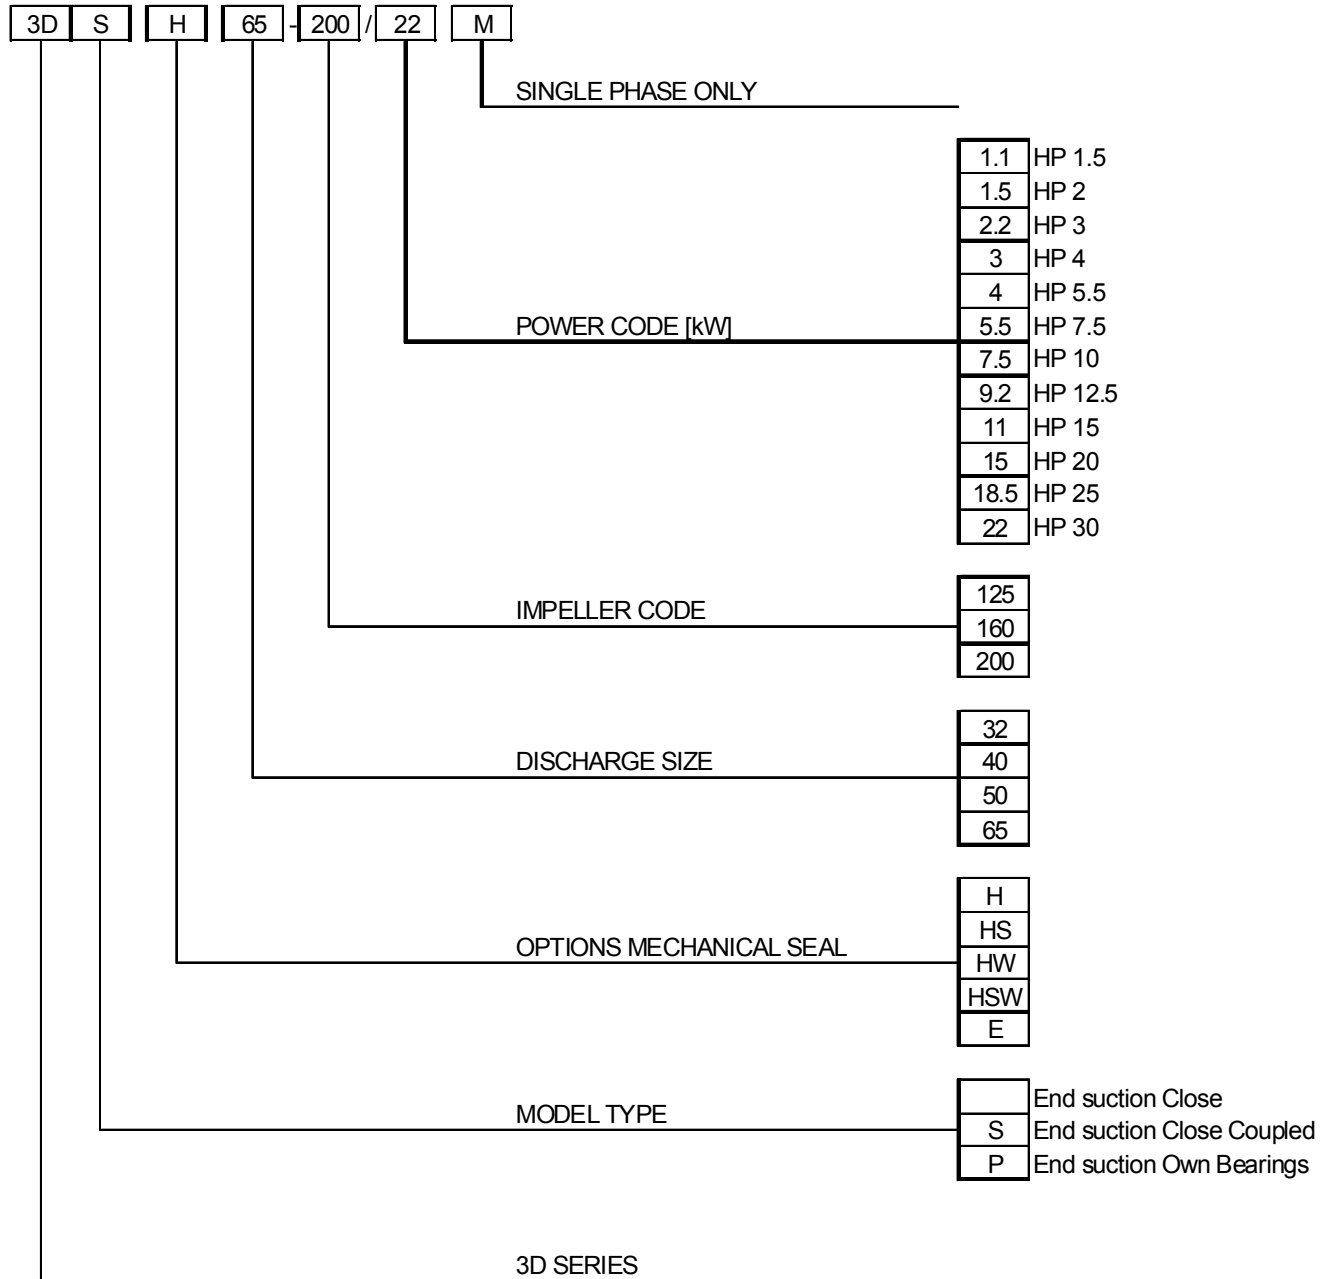 3D S H 65 - 200 / 22 M
SINGLE PHASE ONLY
1.1 HP 1.5
1.5 HP 2
2.2 HP 3
3 HP 4
4 HP 5.5
POWER CODE [kW] 5.5 HP 7.5
7.5 HP 10
9.2 HP 12.5
11 HP 15
15 HP 20
18.5 HP 25
22 HP 30
125
IMPELLER CODE
160
200
32
DISCHARGE SIZE 40
50
65
H
HS
OPTIONS MECHANICAL SEAL
HW
HSW
E
End suction Close
MODEL TYPE
S End suction Close Coupled
P End suction Own Bearings
3D SERIES